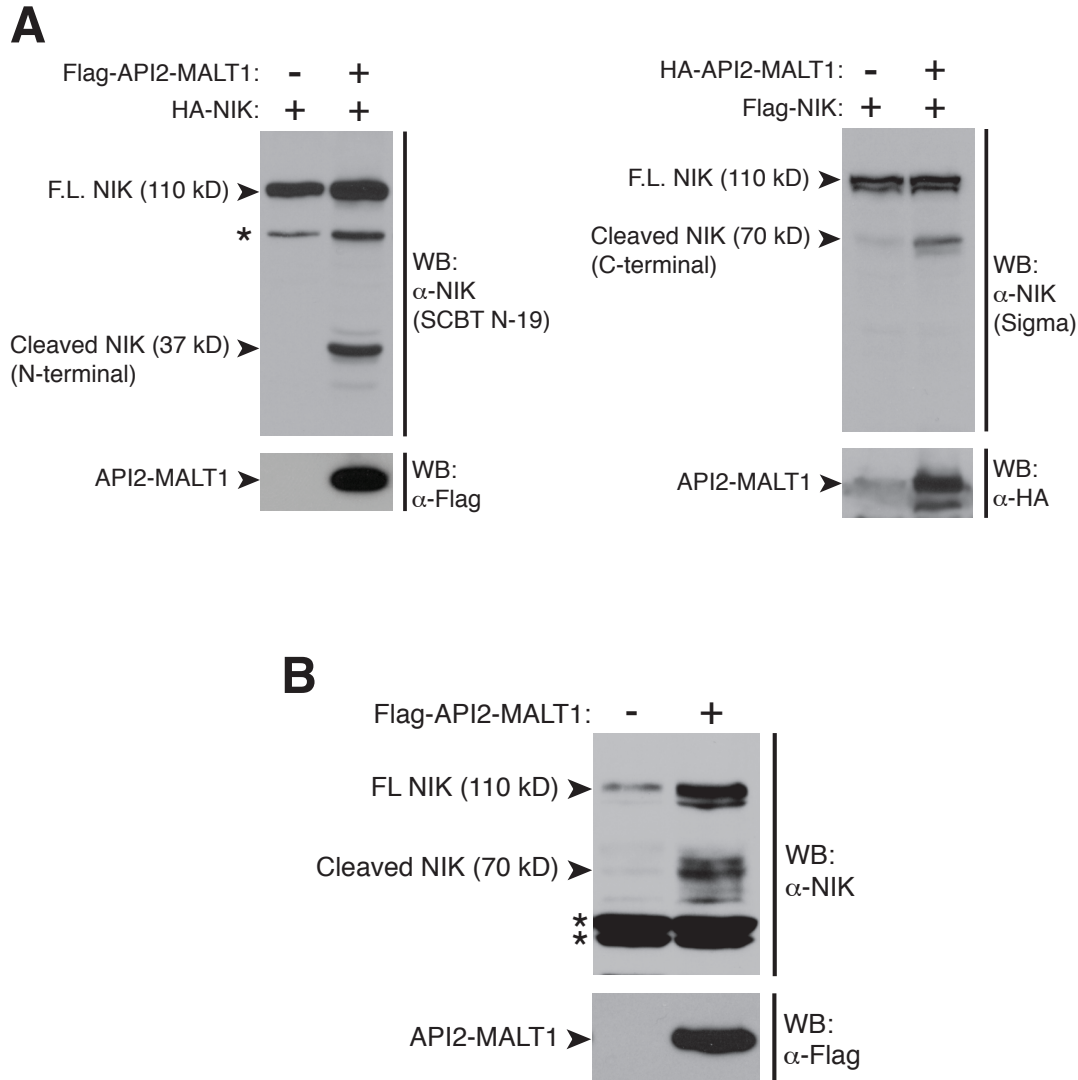 A
Flag-API2-MALT1: - +
HA-NIK: + +
F.L. NIK (110 kD)
*
Cleaved NIK (37 kD)
(N-terminal)
WB:
α-NIK
(SCBT N-19)
API2-MALT1
WB:
α-Flag
HA-API2-MALT1: - +
Flag-NIK: + +
F.L. NIK (110 kD)
Cleaved NIK (70 kD)
(C-terminal)
WB:
α-NIK
(Sigma)
API2-MALT1
WB:
α-HA
B
Flag-API2-MALT1: - +
FL NIK (110 kD)
Cleaved NIK (70 kD)
*
*
WB:
α-NIK
API2-MALT1
WB:
α-Flag